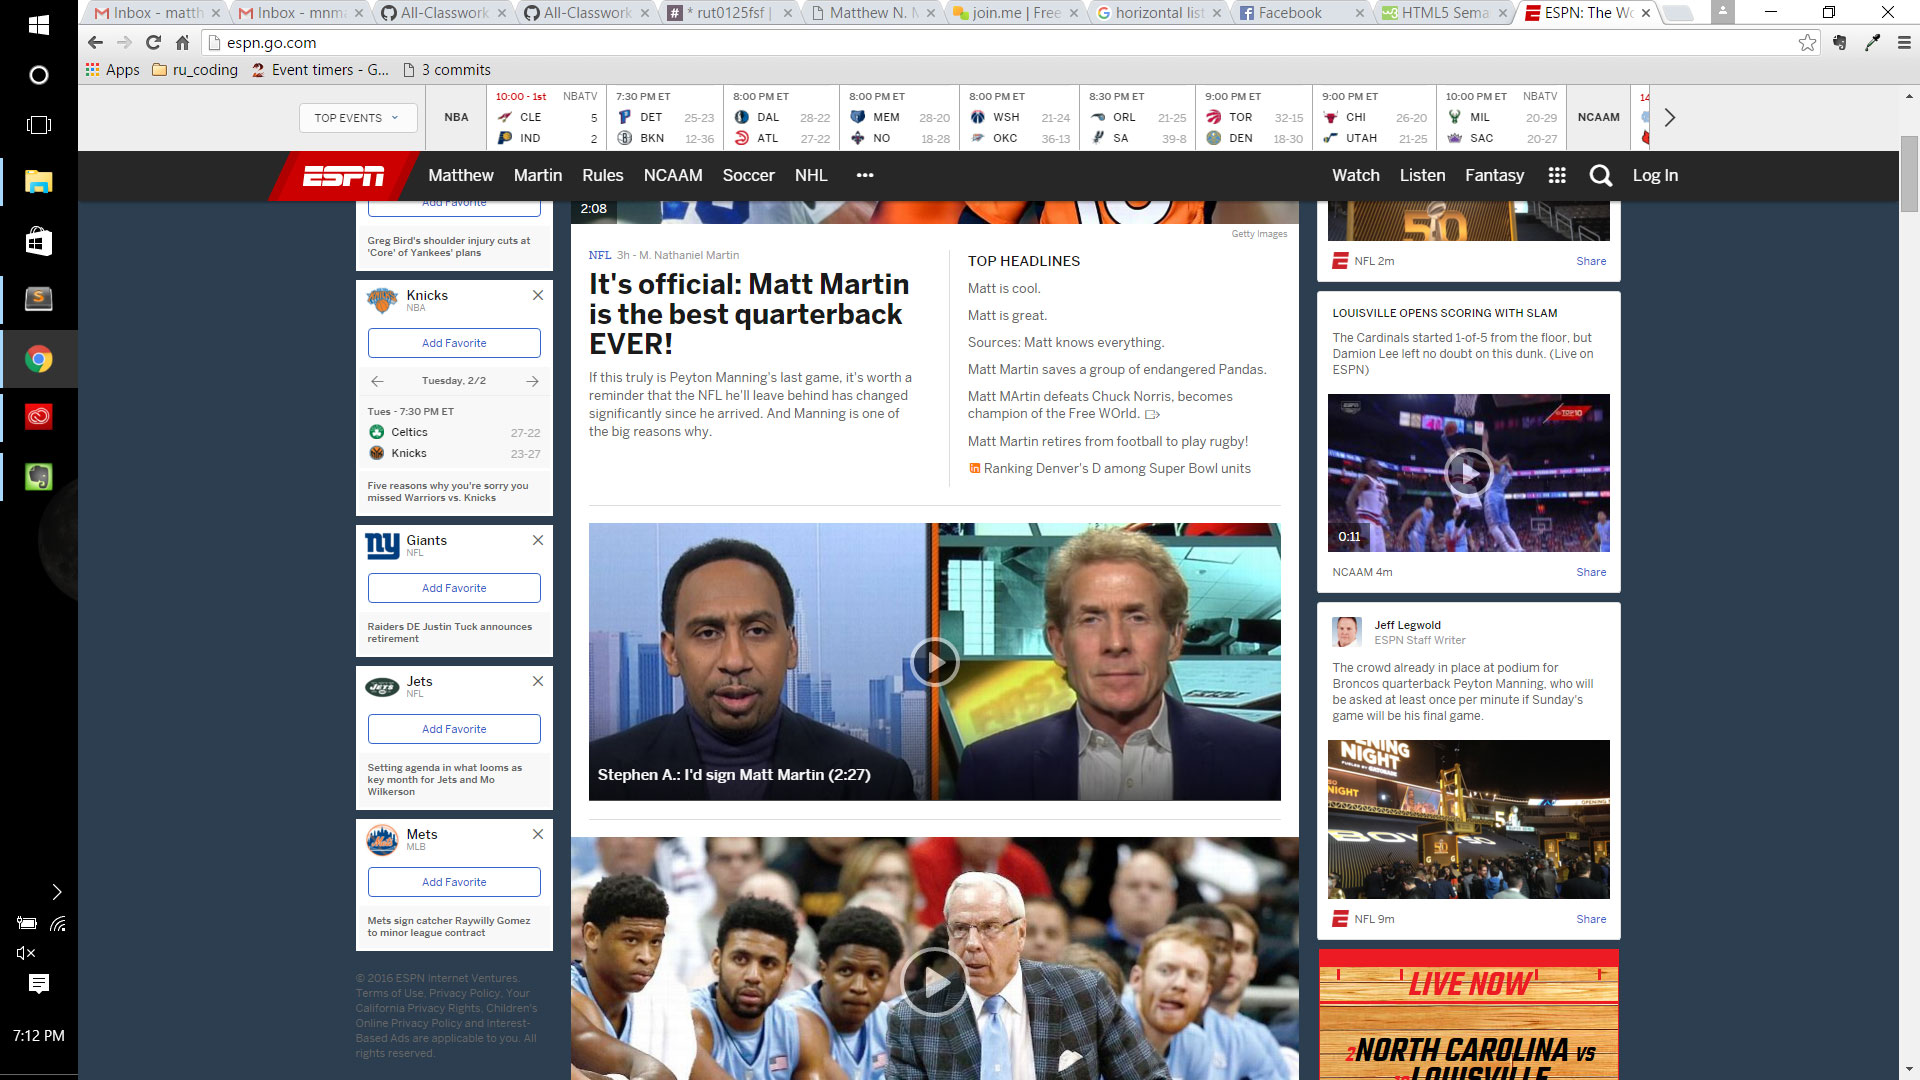 Inbox - matth
Inbox - mnma
All-Classwork
All-Classwork
* rut0125fsf |
Matthew N. M
join.me | Free
horizontal list
Facebook
HTML5 Sema
ESPN: The Wo
espn.go.com
Apps
ru_coding
Event timers - G...
3 commits
TOP EVENTS
NBA
10:00 - 1st NBATV
CLE 5
IND 2
7:30 PM ET
DET 25-23
BKN 12-36
8:00 PM ET
DAL 28-22
ATL 27-22
8:00 PM ET
MEM 28-20
NO 18-28
8:00 PM ET
WSH 21-24
OKC 36-13
8:30 PM ET
ORL 21-25
SA 39-8
9:00 PM ET
TOR 32-15
DEN 18-30
9:00 PM ET
CHI 26-20
UTAH 21-25
10:00 PM ET NBATV
MIL 20-29
SAC 20-27
NCAAM
14
ESPN
Matthew Martin Rules NCAAM Soccer NHL •••
Watch Listen Fantasy Log In
Add Favorite
Greg Bird's shoulder injury cuts at
'Core' of Yankees' plans
Knicks
NBA
Add Favorite
Tuesday, 2/2
Tues - 7:30 PM ET
Celtics 27-22
Knicks 23-27
Five reasons why you're sorry you
missed Warriors vs. Knicks
Giants
NFL
Add Favorite
Raiders DE Justin Tuck announces
retirement
Jets
NFL
Add Favorite
Setting agenda in what looms as
key month for Jets and Mo
Wilkerson
Mets
MLB
Add Favorite
Mets sign catcher Raywilly Gomez
to minor league contract
© 2016 ESPN Internet Ventures.
Terms of Use, Privacy Policy, Your
California Privacy Rights, Children's
Online Privacy Policy and Interest-
Based Ads are applicable to you. All
rights reserved.
2:08
Getty Images
NFL 3h - M. Nathaniel Martin
It's official: Matt Martin
is the best quarterback
EVER!
If this truly is Peyton Manning's last game, it's worth a
reminder that the NFL he'll leave behind has changed
significantly since he arrived. And Manning is one of
the big reasons why.
TOP HEADLINES
Matt is cool.
Matt is great.
Sources: Matt knows everything.
Matt Martin saves a group of endangered Pandas.
Matt MArtin defeats Chuck Norris, becomes
champion of the Free WOrld.
Matt Martin retires from football to play rugby!
in Ranking Denver's D among Super Bowl units
Stephen A.: I'd sign Matt Martin (2:27)
50
NFL 2m Share
LOUISVILLE OPENS SCORING WITH SLAM
The Cardinals started 1-of-5 from the floor, but
Damion Lee left no doubt on this dunk. (Live on
ESPN)
TOP10
0:11
NCAAM 4m Share
Jeff Legwold
ESPN Staff Writer
The crowd already in place at podium for
Broncos quarterback Peyton Manning, who will
be asked at least once per minute if Sunday's
game will be his final game.
NIGHT
NIGHT
NFL 9m Share
LIVE NOW
2NORTH CAROLINA VS
LOUISVILLE
7:12 PM